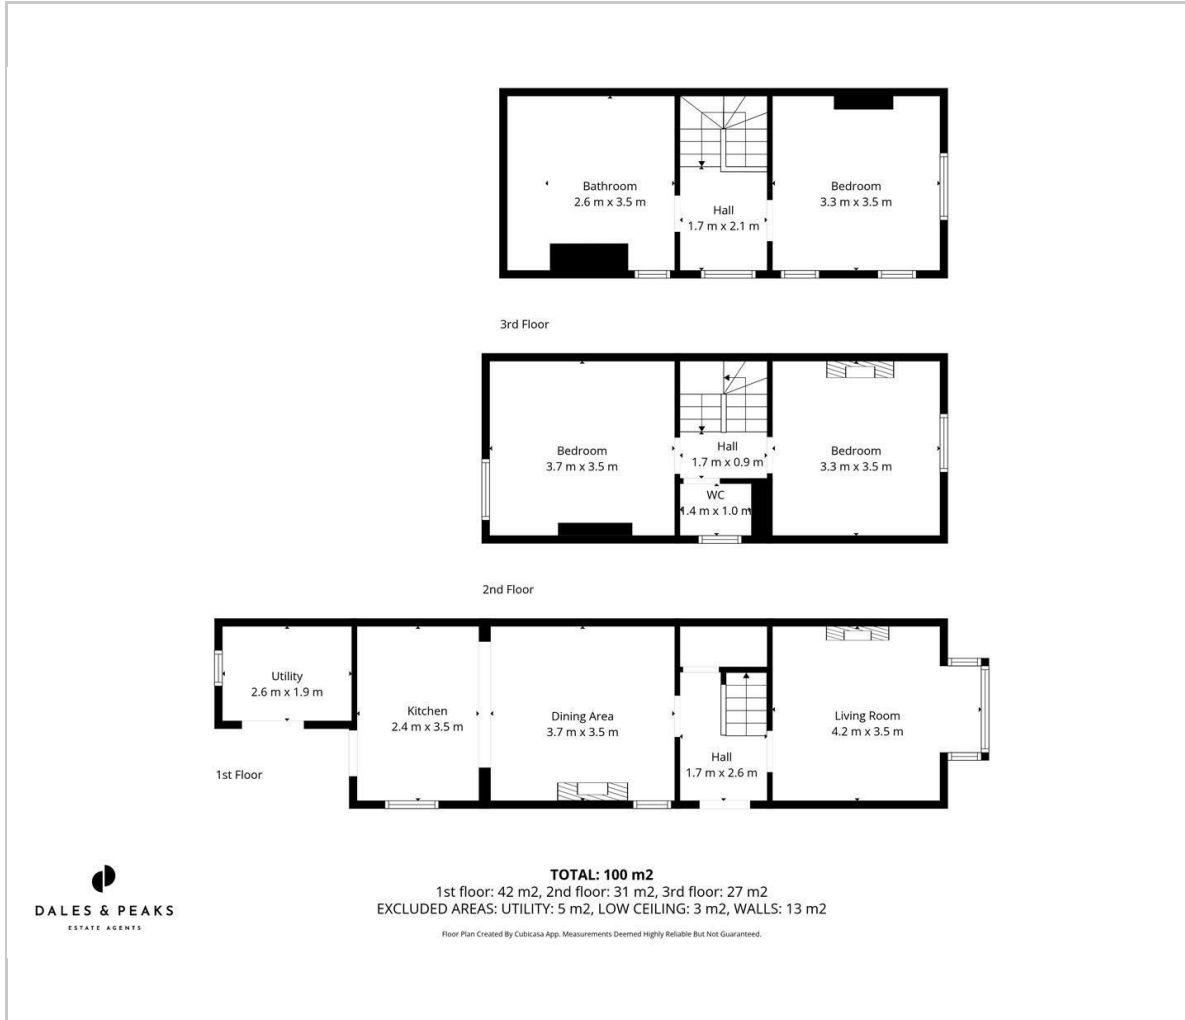 Bathroom
2.6 m x 3.5 m
Hall
1.7 m x 2.1 m
Bedroom
3.3 m x 3.5 m
3rd Floor
Bedroom
3.7 m x 3.5 m
Hall
1.7 m x 0.9 m
WC
1.4 m x 1.0 m
Bedroom
3.3 m x 3.5 m
2nd Floor
Utility
2.6 m x 1.9 m
Kitchen
2.4 m x 3.5 m
Dining Area
3.7 m x 3.5 m
Hall
1.7 m x 2.6 m
Living Room
4.2 m x 3.5 m
1st Floor
DALES & PEAKS
ESTATE AGENTS
TOTAL: 100 m2
1st floor: 42 m2, 2nd floor: 31 m2, 3rd floor: 27 m2
EXCLUDED AREAS: UTILITY: 5 m2, LOW CEILING: 3 m2, WALLS: 13 m2
Floor Plan Created By Cubicasa App. Measurements Deemed Highly Reliable But Not Guaranteed.